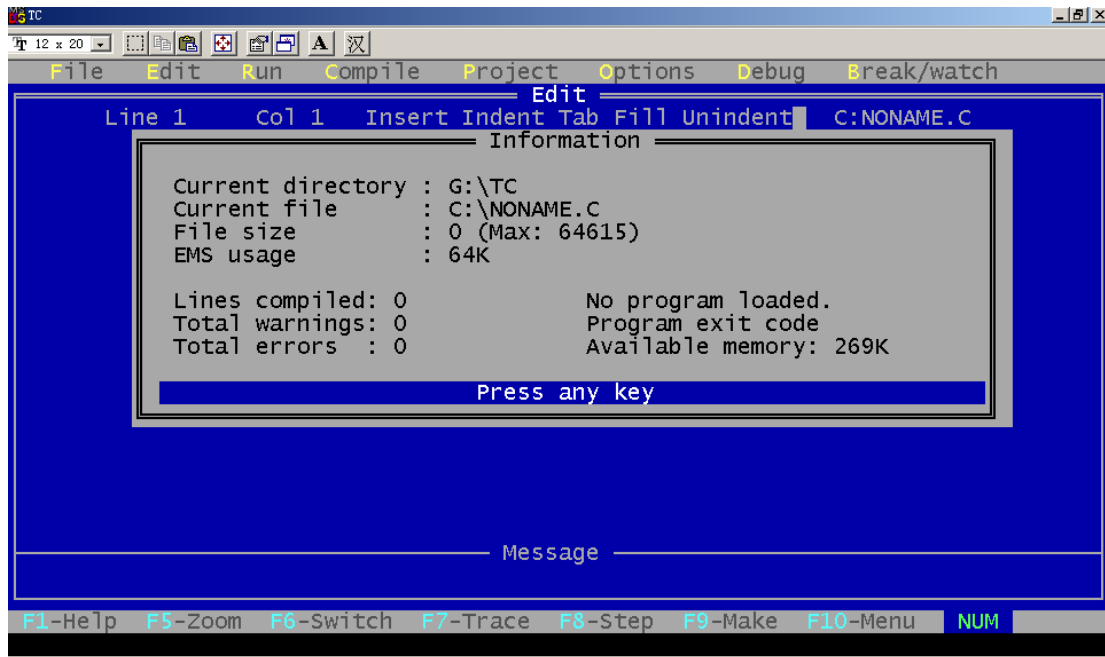 TC
12 x 20 A 汉
File Edit Run Compile Project Options Debug Break/watch
Edit
Line 1 Col 1 Insert Indent Tab Fill Unindent C:NONAME.C
Information
Current directory : G:\TC
Current file : C:\NONAME.C
File size : 0 (Max: 64615)
EMS usage : 64K
Lines compiled: 0 No program loaded.
Total warnings: 0 Program exit code
Total errors : 0 Available memory: 269K
Press any key
Message
F1-Help F5-Zoom F6-Switch F7-Trace F8-Step F9-Make F10-Menu NUM